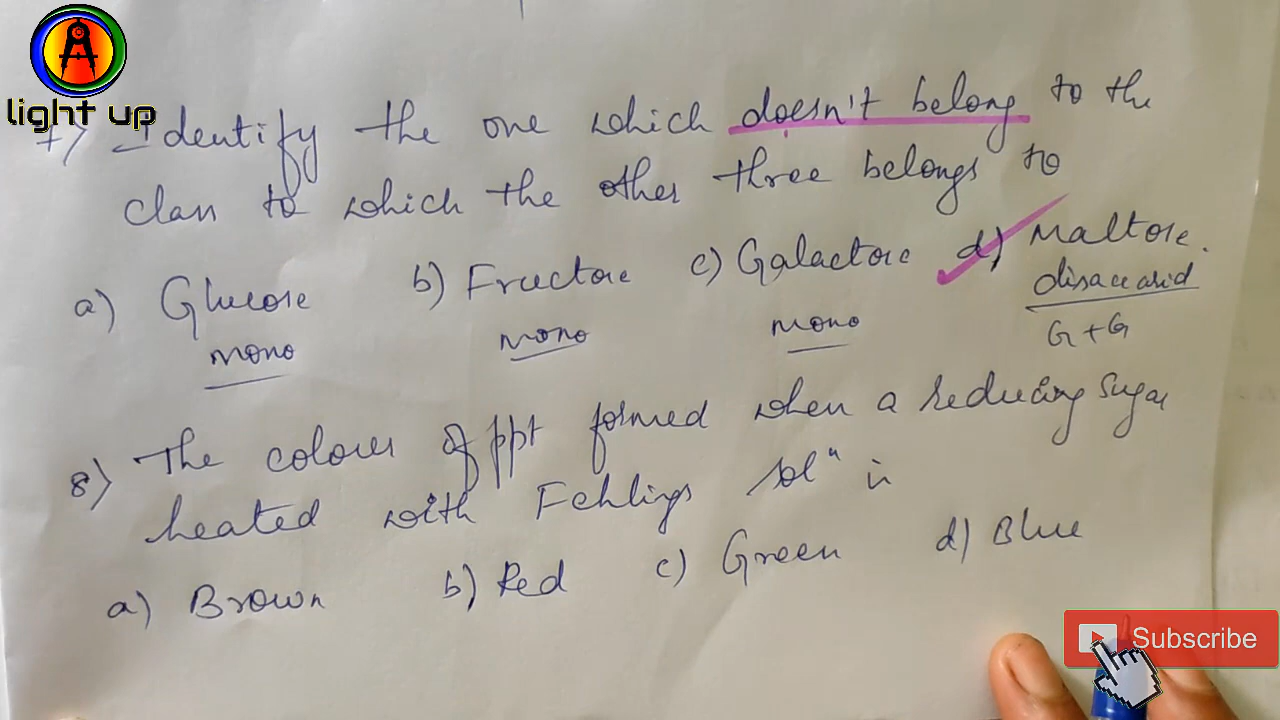 light up
7) Identify the one which doesn't belong to the
class to which the other three belongs to
a) Glucose b) Fructose c) Galactose d) Maltose.
mono mono mono disaccarid
G+G
8) The colour of ppt formed when a reducing sugar
heated with Fehlings solⁿ is
a) Brown b) Red c) Green d) Blue
Subscribe